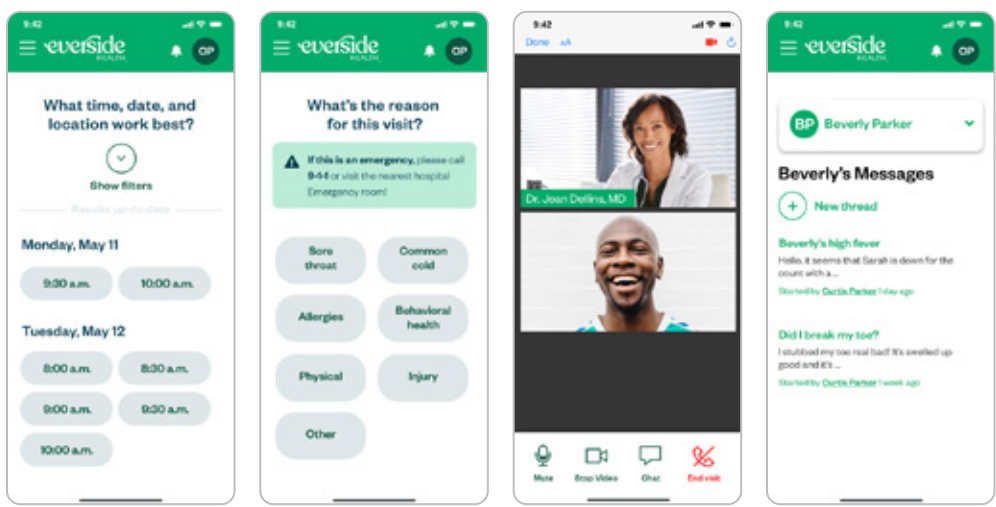 9:42
everside
HEALTH
CP
What time, date, and
location work best?
Show filters
Results up-to-date
Monday, May 11
9:30 a.m.
10:00 a.m.
Tuesday, May 12
8:00 a.m.
8:30 a.m.
9:00 a.m.
9:30 a.m.
10:00 a.m.
9:42
everside
HEALTH
CP
What's the reason
for this visit?
If this is an emergency, please call
9-1-1 or visit the nearest hospital
Emergency room!
Sore
throat
Common
cold
Allergies
Behavioral
health
Physical
Injury
Other
9:42
Done
AA
Dr. Joan Dellins, MD
Mute
Stop Video
Chat
End visit
9:42
everside
HEALTH
CP
BP
Beverly Parker
Beverly's Messages
New thread
Beverly's high fever
Hello, it seems that Sarah is down for the
count with a...
Started by Curtis Parker 1 day ago
Did I break my toe?
I stubbed my toe real bad! It's swelled up
good and it's ...
Started by Curtis Parker 1 week ago